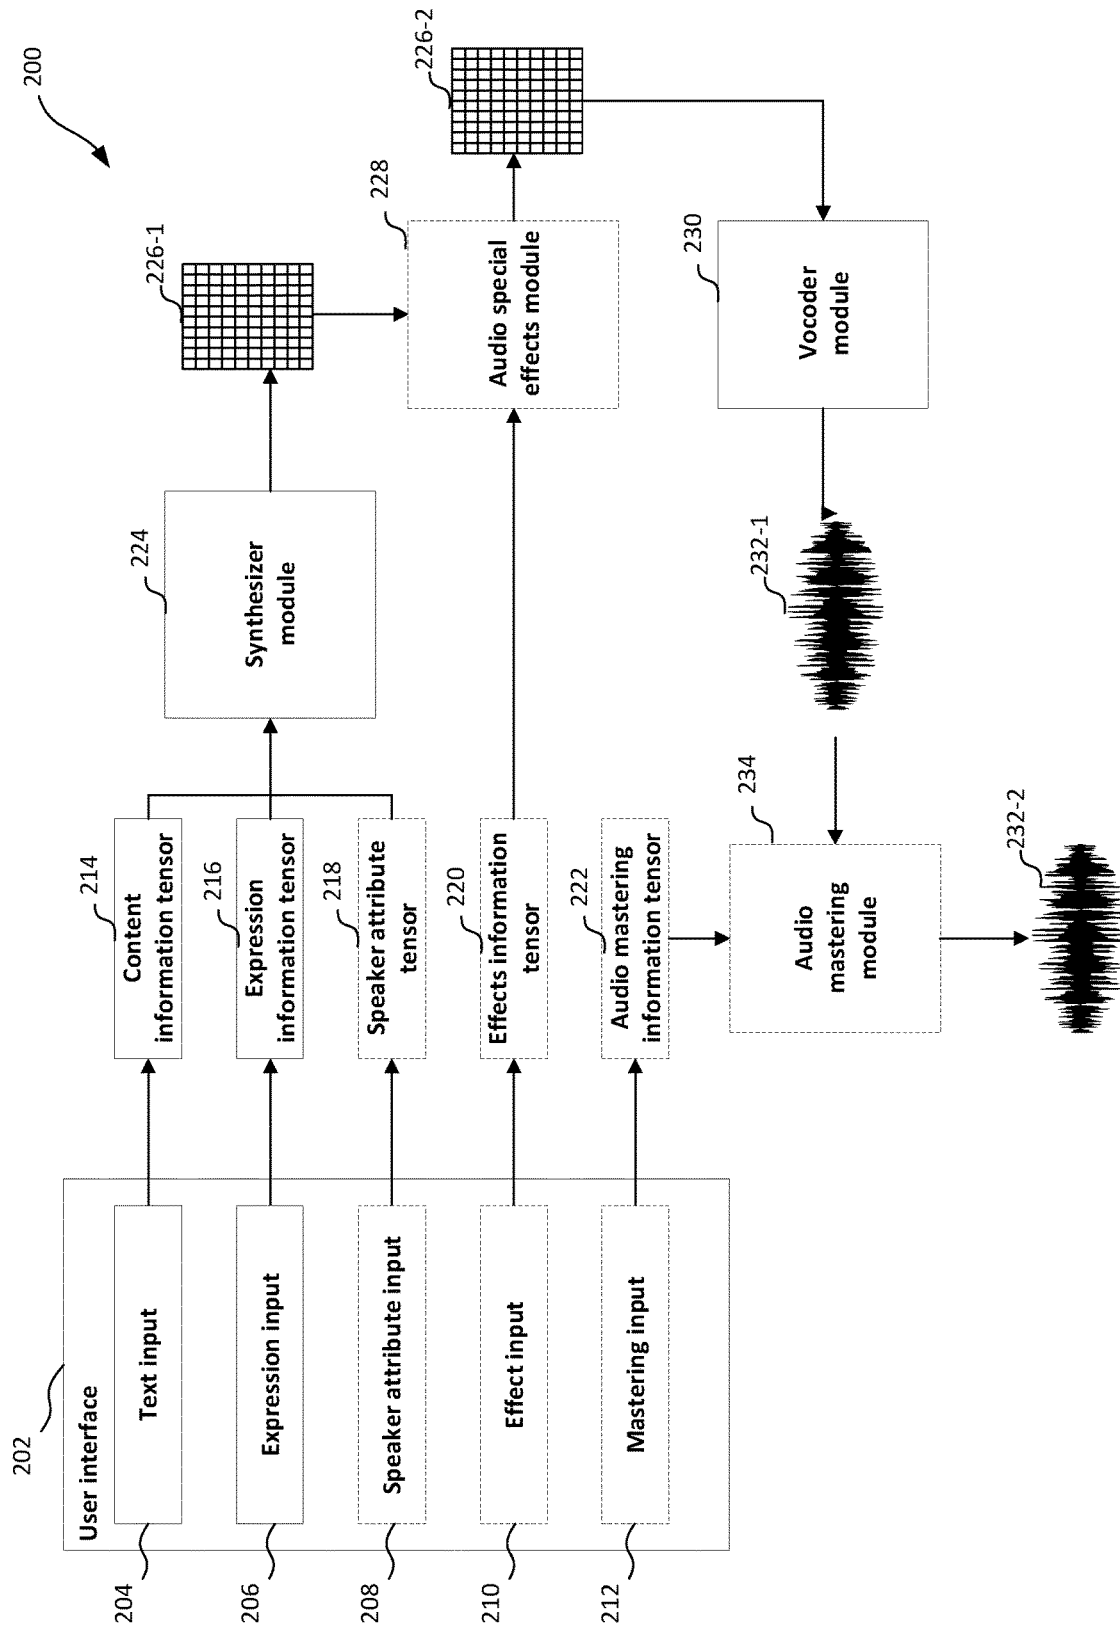 200
202
User interface
204
Text input
206
Expression input
208
Speaker attribute input
210
Effect input
212
Mastering input
214
Content
information tensor
216
Expression
information tensor
218
Speaker attribute
tensor
220
Effects information
tensor
222
Audio mastering
information tensor
224
Synthesizer
module
226-1
228
Audio special
effects module
226-2
230
Vocoder
module
232-1
234
Audio
mastering
module
232-2